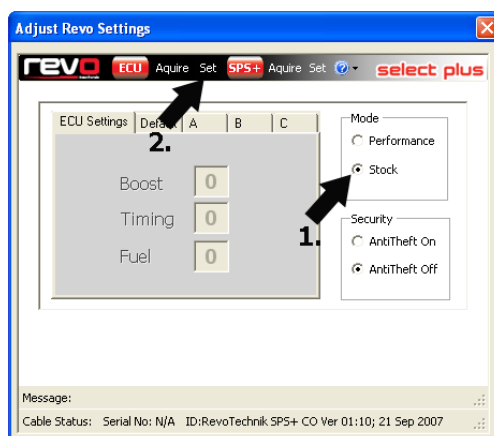 Adjust Revo Settings
revo ECU Aquire Set SPS+ Aquire Set ? select plus
2.
ECU Settings Default A B C
Boost 0
Timing 0
Fuel 0
Mode
Performance
Stock
1.
Security
AntiTheft On
AntiTheft Off
Message:
Cable Status: Serial No: N/A ID:RevoTechnik SPS+ CO Ver 01:10; 21 Sep 2007